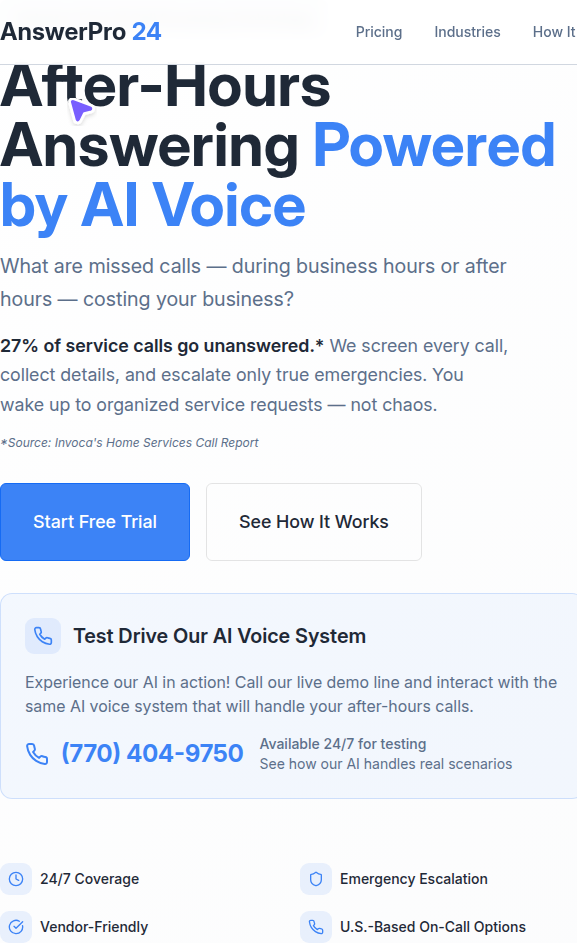 AnswerPro 24
Pricing
Industries
How It
After-Hours
Answering Powered
by AI Voice
What are missed calls — during business hours or after
hours — costing your business?
27% of service calls go unanswered.* We screen every call,
collect details, and escalate only true emergencies. You
wake up to organized service requests — not chaos.
*Source: Invoca's Home Services Call Report
Start Free Trial
See How It Works
Test Drive Our AI Voice System
Experience our AI in action! Call our live demo line and interact with the
same AI voice system that will handle your after-hours calls.
(770) 404-9750
Available 24/7 for testing
See how our AI handles real scenarios
24/7 Coverage
Emergency Escalation
Vendor-Friendly
U.S.-Based On-Call Options